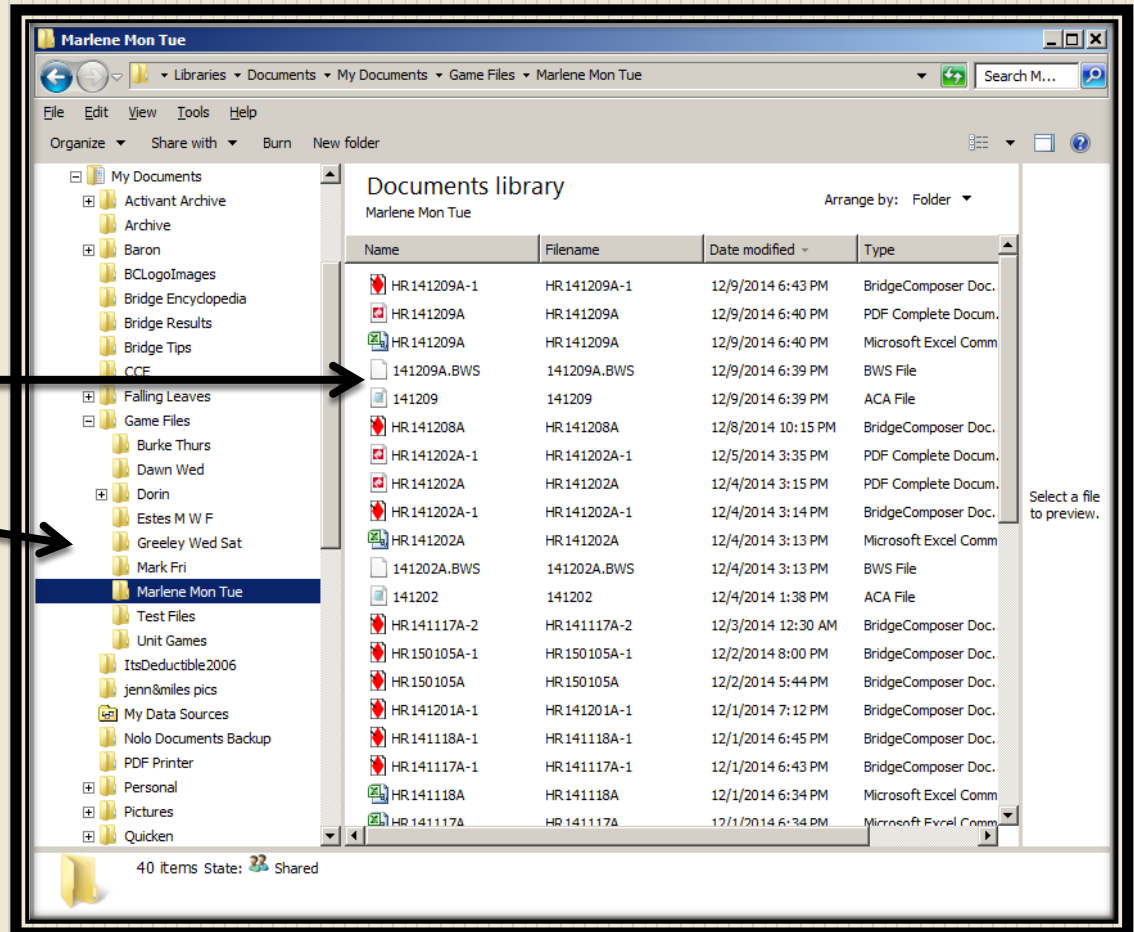 Marlene Mon Tue
Libraries Documents My Documents Game Files Marlene Mon Tue Search M...
File Edit View Tools Help
Organize Share with Burn New folder
My Documents
Activant Archive
Archive
Baron
BCLogoImages
Bridge Encyclopedia
Bridge Results
Bridge Tips
CCE
Falling Leaves
Game Files
Burke Thurs
Dawn Wed
Dorin
Estes M W F
Greeley Wed Sat
Mark Fri
Marlene Mon Tue
Test Files
Unit Games
ItsDeductible2006
jenn&miles pics
My Data Sources
Nolo Documents Backup
PDF Printer
Personal
Pictures
Quicken
Documents library
Marlene Mon Tue
Arrange by: Folder
Name Filename Date modified Type
HR141209A-1 HR141209A-1 12/9/2014 6:43 PM BridgeComposer Doc..
HR141209A HR141209A 12/9/2014 6:40 PM PDF Complete Docum.
HR141209A HR141209A 12/9/2014 6:40 PM Microsoft Excel Comm
141209A.BWS 141209A.BWS 12/9/2014 6:39 PM BWS File
141209 141209 12/9/2014 6:39 PM ACA File
HR141208A HR141208A 12/8/2014 10:15 PM BridgeComposer Doc..
HR141202A-1 HR141202A-1 12/5/2014 3:35 PM PDF Complete Docum.
HR141202A HR141202A 12/4/2014 3:15 PM PDF Complete Docum.
HR141202A-1 HR141202A-1 12/4/2014 3:14 PM BridgeComposer Doc..
HR141202A HR141202A 12/4/2014 3:13 PM Microsoft Excel Comm
141202A.BWS 141202A.BWS 12/4/2014 3:13 PM BWS File
141202 141202 12/4/2014 1:38 PM ACA File
HR141117A-2 HR141117A-2 12/3/2014 12:30 AM BridgeComposer Doc..
HR150105A-1 HR150105A-1 12/2/2014 8:00 PM BridgeComposer Doc..
HR150105A HR150105A 12/2/2014 5:44 PM BridgeComposer Doc..
HR141201A-1 HR141201A-1 12/1/2014 7:12 PM BridgeComposer Doc..
HR141118A-1 HR141118A-1 12/1/2014 6:45 PM BridgeComposer Doc..
HR141117A-1 HR141117A-1 12/1/2014 6:43 PM BridgeComposer Doc..
HR141118A HR141118A 12/1/2014 6:34 PM Microsoft Excel Comm
HR141117A HR141117A 12/1/2014 6:34 PM Microsoft Excel Comm
Select a file
to preview.
40 items State: Shared